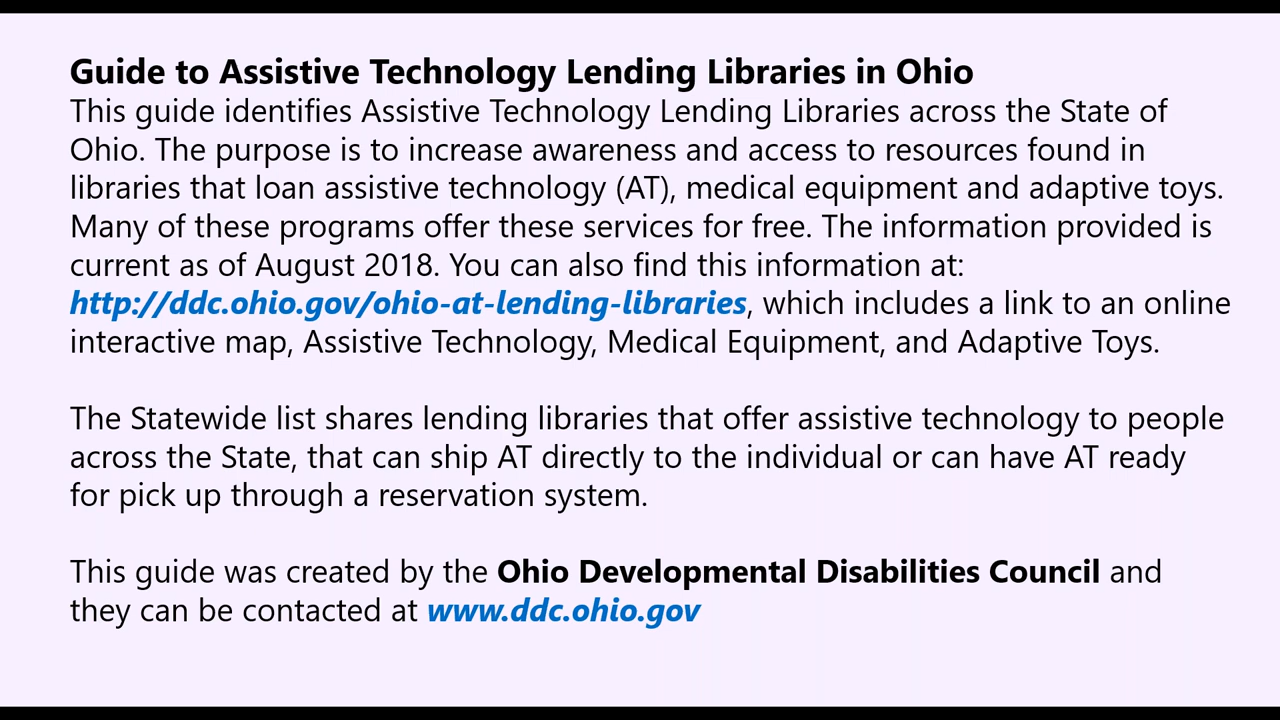 Guide to Assistive Technology Lending Libraries in Ohio
This guide identifies Assistive Technology Lending Libraries across the State of
Ohio. The purpose is to increase awareness and access to resources found in
libraries that loan assistive technology (AT), medical equipment and adaptive toys.
Many of these programs offer these services for free. The information provided is
current as of August 2018. You can also find this information at:
http://ddc.ohio.gov/ohio-at-lending-libraries, which includes a link to an online
interactive map, Assistive Technology, Medical Equipment, and Adaptive Toys.
The Statewide list shares lending libraries that offer assistive technology to people
across the State, that can ship AT directly to the individual or can have AT ready
for pick up through a reservation system.
This guide was created by the Ohio Developmental Disabilities Council and
they can be contacted at www.ddc.ohio.gov